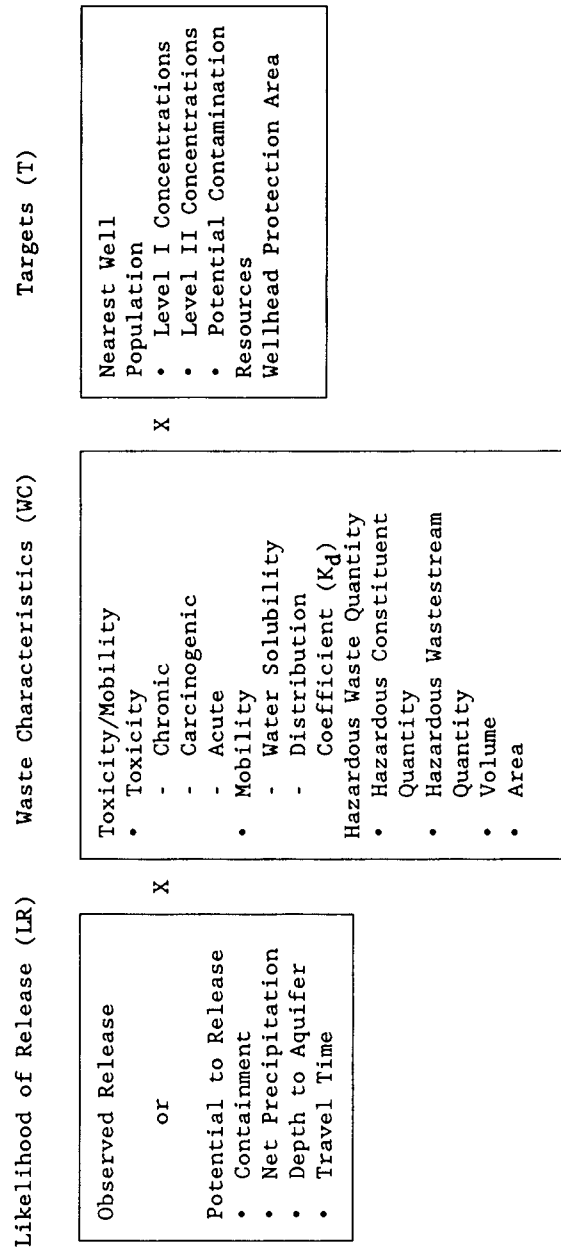 Likelihood of Release (LR)
Observed Release
or
Potential to Release
• Containment
• Net Precipitation
• Depth to Aquifer
• Travel Time
X
Waste Characteristics (WC)
Toxicity/Mobility
• Toxicity
- Chronic
- Carcinogenic
- Acute
• Mobility
- Water Solubility
- Distribution
Coefficient (Kd)
Hazardous Waste Quantity
• Hazardous Constituent
Quantity
• Hazardous Wastestream
Quantity
• Volume
• Area
X
Targets (T)
Nearest Well
Population
• Level I Concentrations
• Level II Concentrations
• Potential Contamination
Resources
Wellhead Protection Area